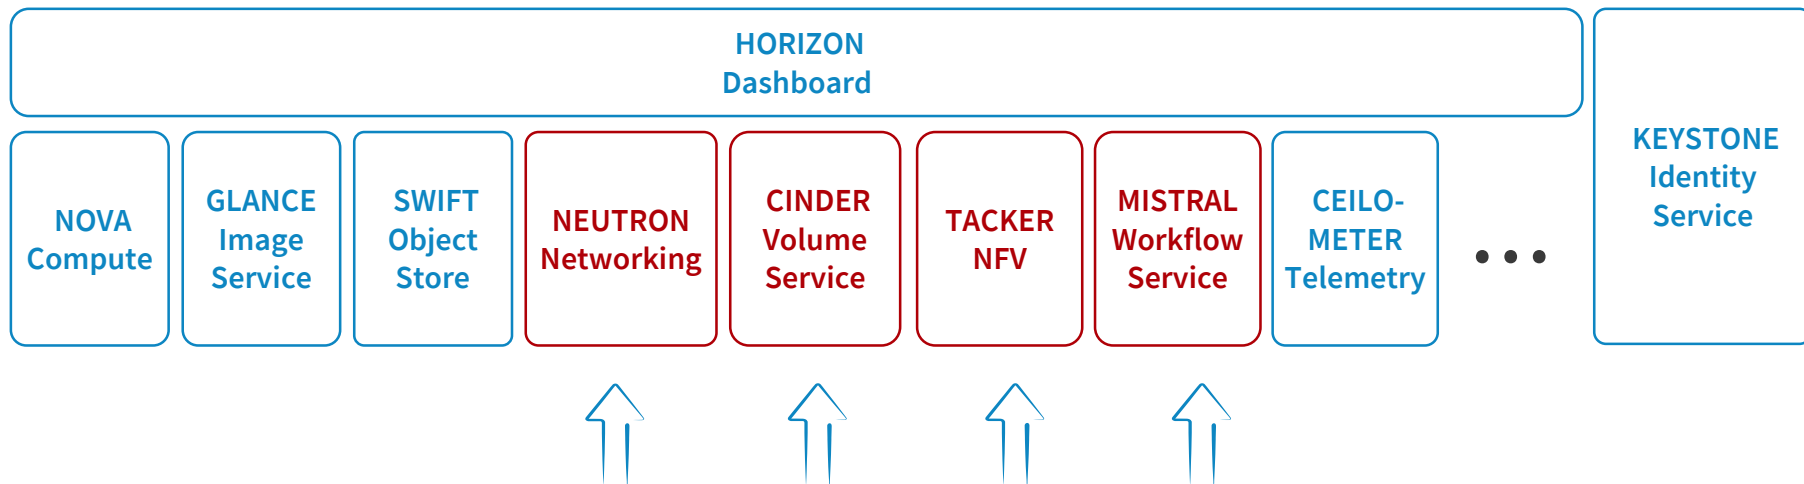 HORIZON
Dashboard
NOVA
Compute
GLANCE
Image
Service
SWIFT
Object
Store
NEUTRON
Networking
CINDER
Volume
Service
TACKER
NFV
MISTRAL
Workflow
Service
CEILO-
METER
Telemetry
...
KEYSTONE
Identity
Service